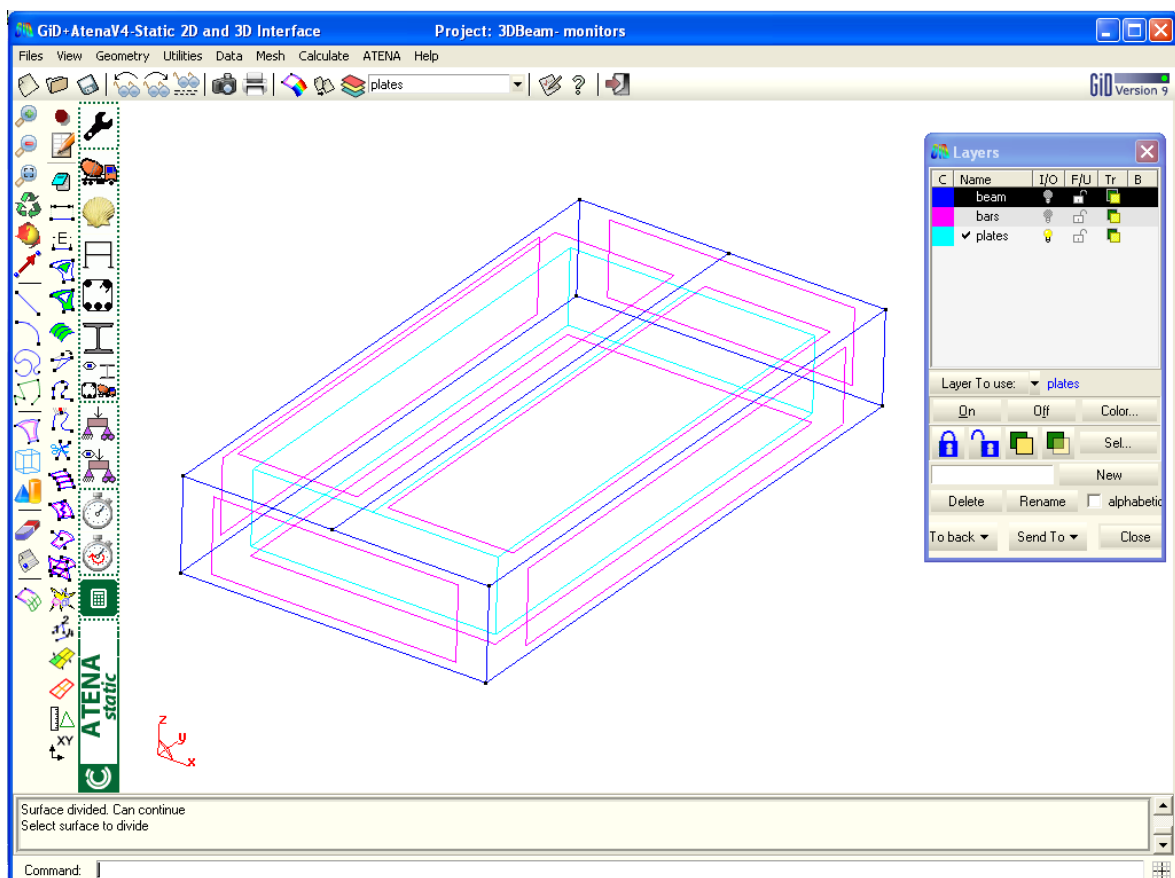 GiD+AtenaV4-Static 2D and 3D Interface Project: 3DBeam- monitors
Files View Geometry Utilities Data Mesh Calculate ATENA Help
plates
GiD Version 9
Layers
C Name I/O F/U Tr B
beam
bars
plates
Layer To use: plates
On Off Color...
Sel...
New
Delete Rename alphabetic
To back Send To Close
E
XY
ATENA
static
z
y
x
Surface divided. Can continue
Select surface to divide
Command: